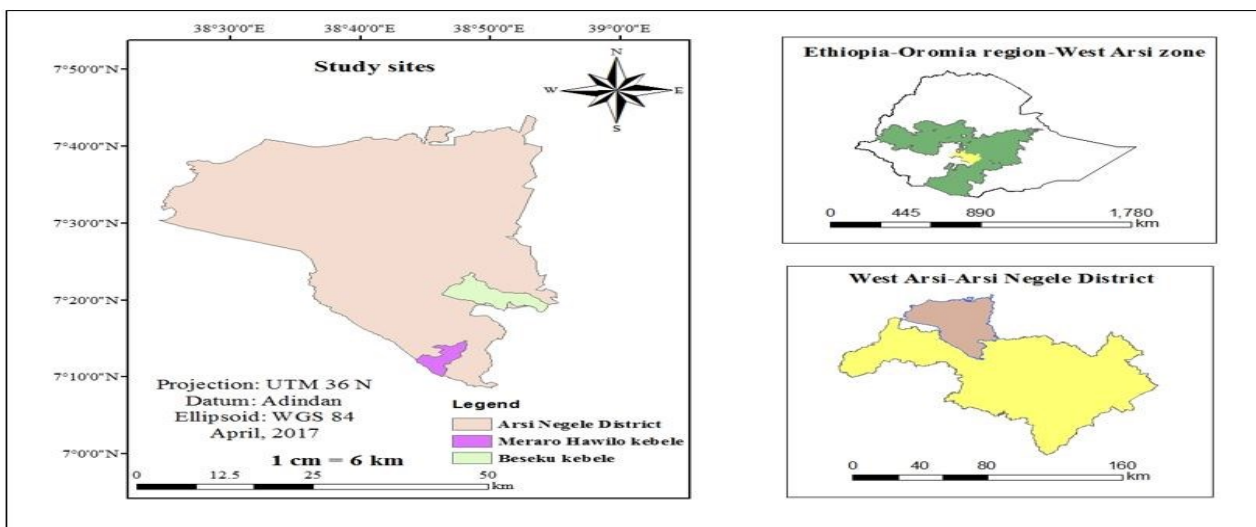 38°30'0"E 38°40'0"E 38°50'0"E 39°0'0"E
Study sites
N
W E
S
7°50'0"N
7°40'0"N
7°30'0"N
7°20'0"N
7°10'0"N
7°0'0"N
Projection: UTM 36 N
Datum: Adindan
Ellipsoid: WGS 84
April, 2017
1 cm = 6 km
0 12.5 25 50
km
Legend
Arsi Negele District
Meraro Hawilo kebele
Beseku kebele
Ethiopia-Oromia region-West Arsi zone
0 445 890 1,780
km
West Arsi-Arsi Negele District
0 40 80 160
km